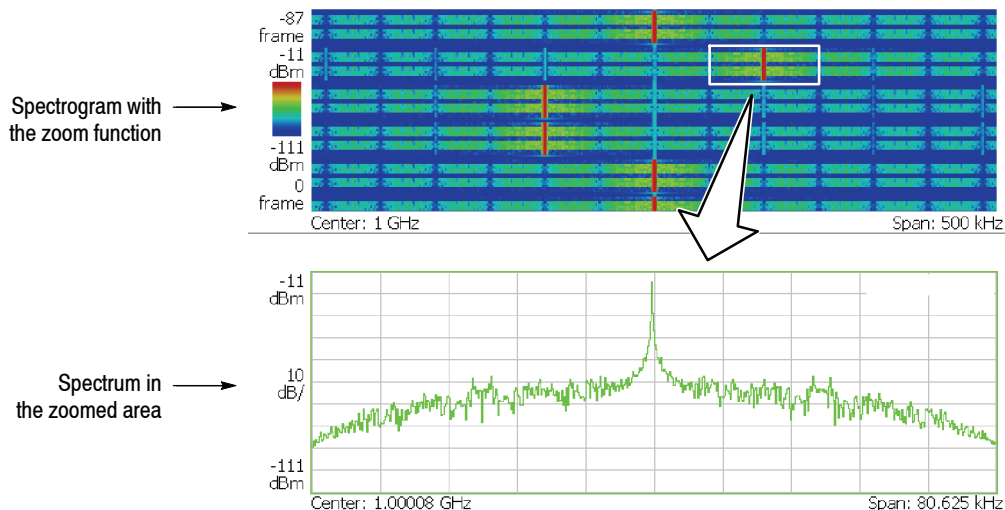 -87
frame
-11
dBm
Spectrogram with
the zoom function
-111
dBm
0
frame
Center: 1 GHz
Span: 500 kHz
-11
dBm
Spectrum in
the zoomed area
10
dB/
-111
dBm
Center: 1.00008 GHz
Span: 80.625 kHz